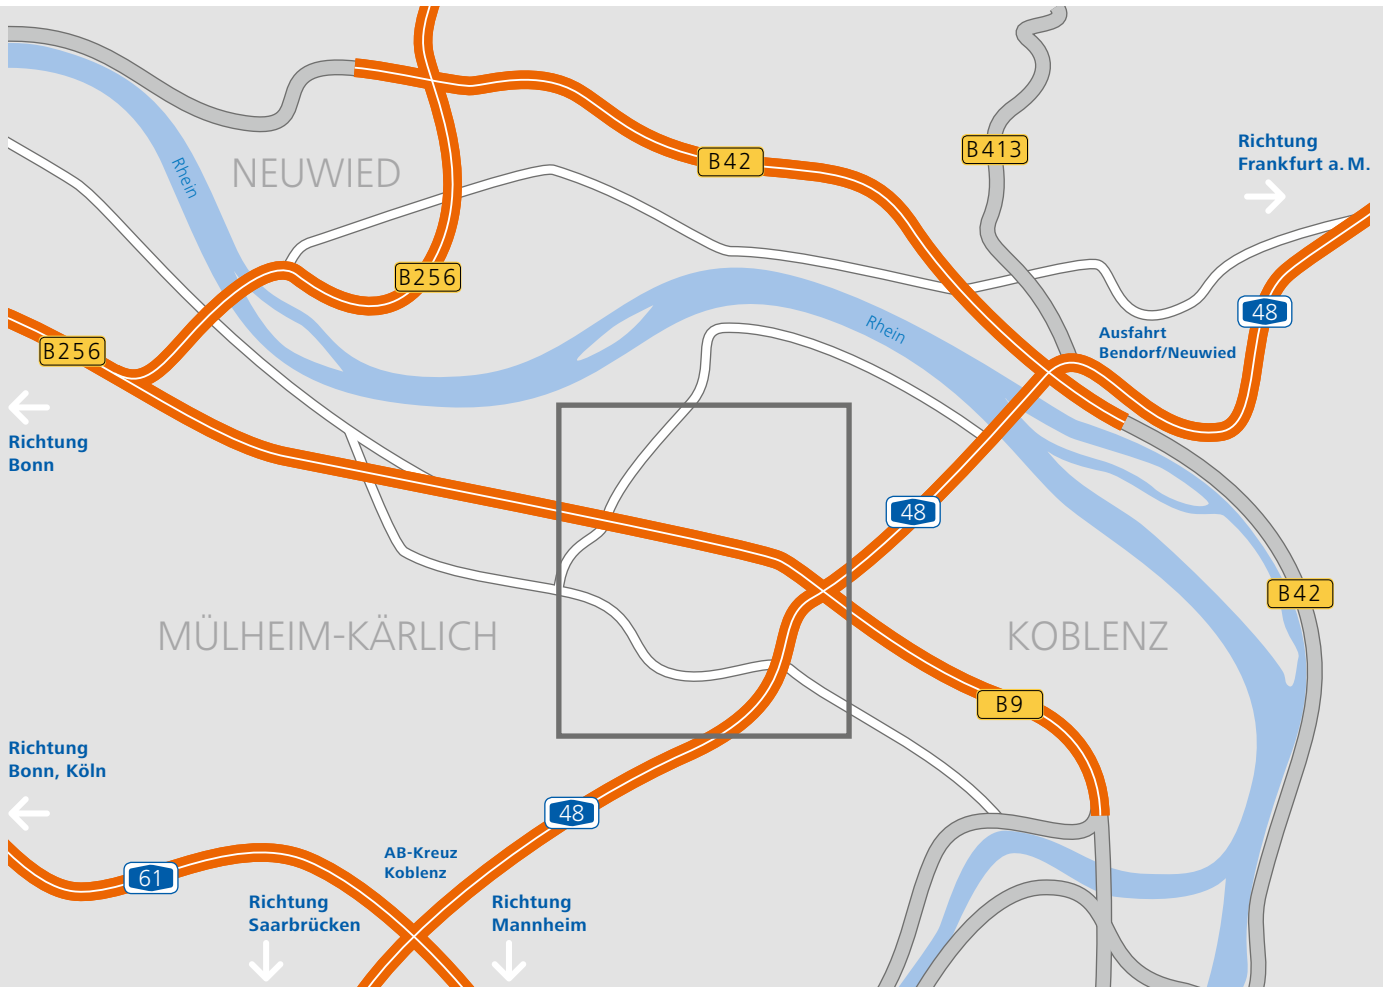 B42
B413
Richtung
Frankfurt a. M.
NEUWIED
Rhein
B256
48
Rhein
Ausfahrt
Bendorf/Neuwied
B256
Richtung
Bonn
48
B42
MÜLHEIM-KÄRLICH
KOBLENZ
B9
Richtung
Bonn, Köln
48
61
AB-Kreuz
Koblenz
Richtung
Saarbrücken
Richtung
Mannheim